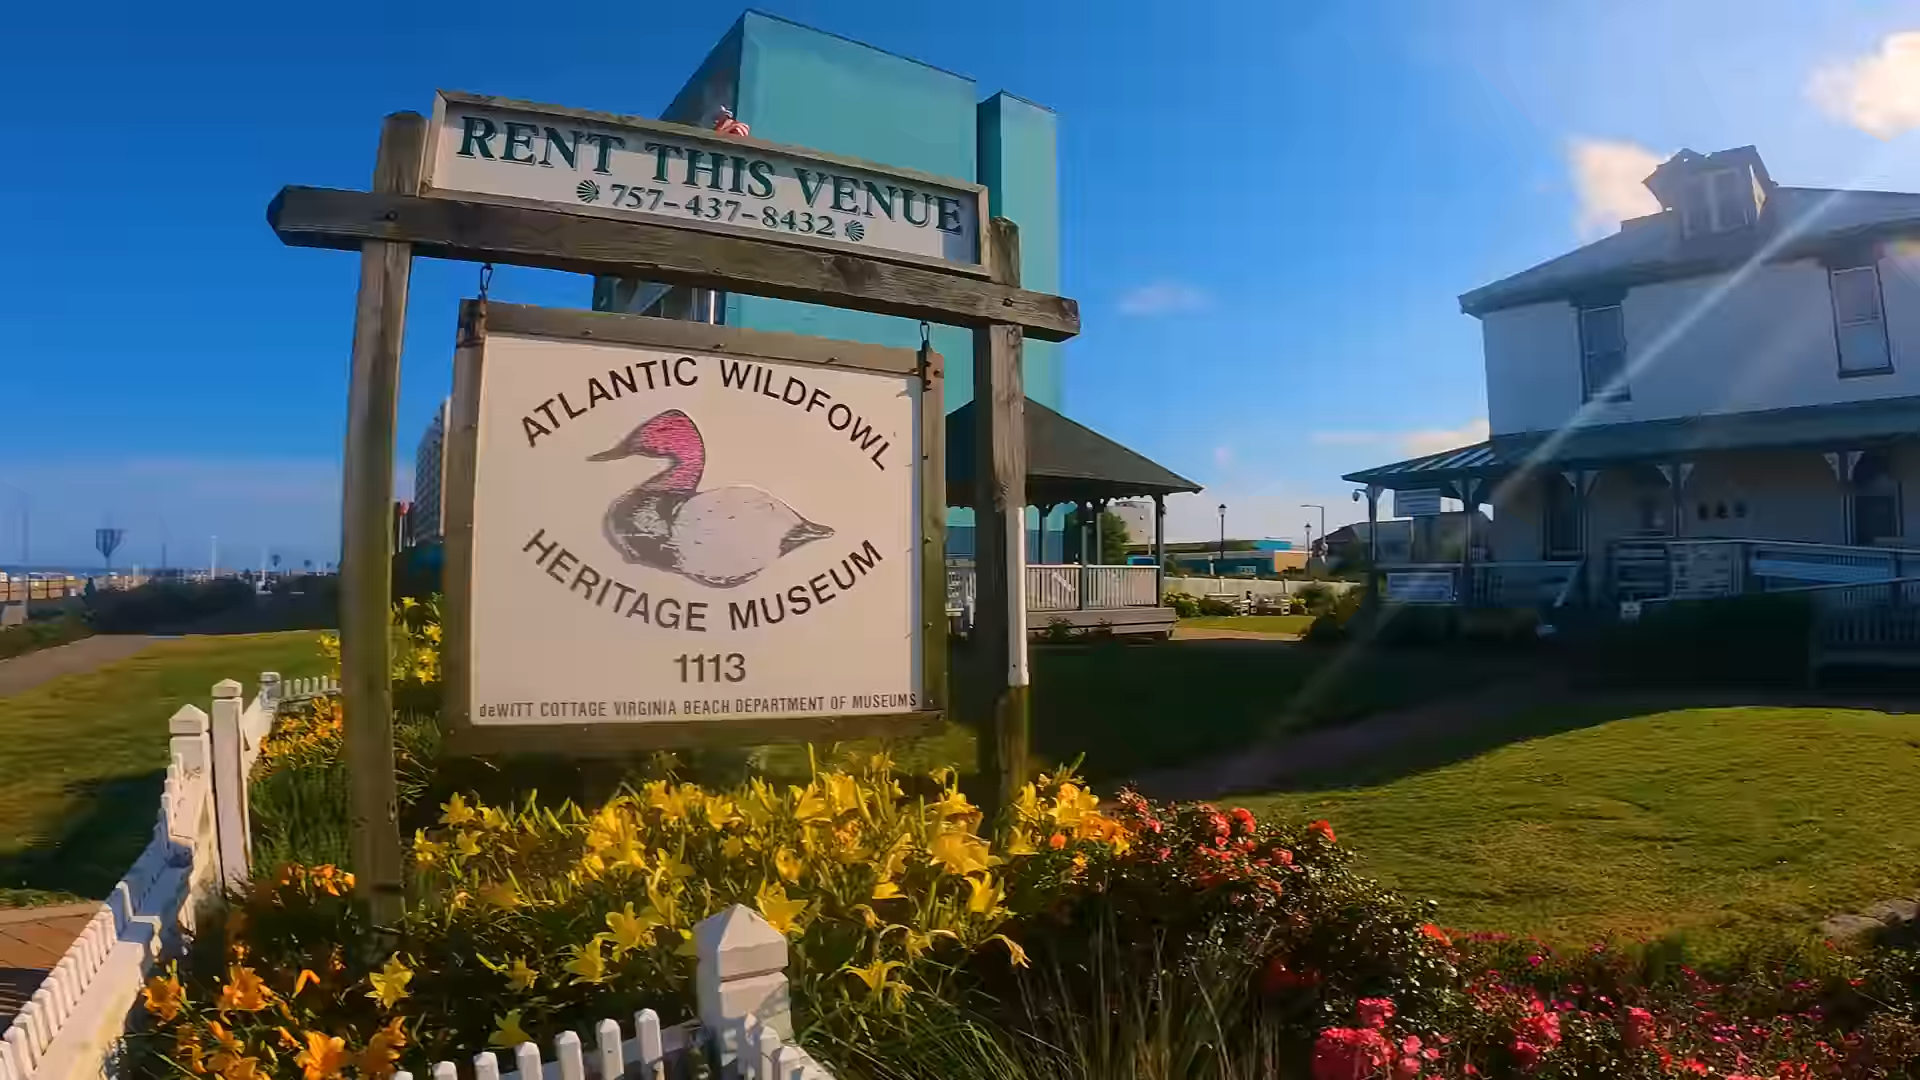 RENT THIS VENUE
757-437-8432
ATLANTIC WILDFOWL
HERITAGE MUSEUM
1113
deWITT COTTAGE VIRGINIA BEACH DEPARTMENT OF MUSEUMS